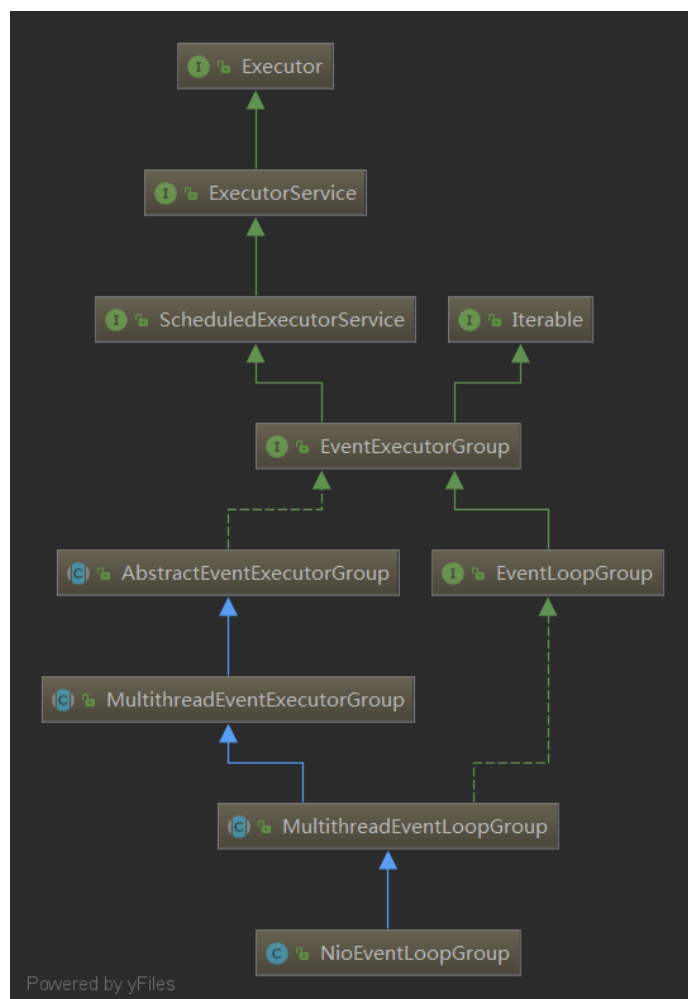 I Executor
I ExecutorService
I ScheduledExecutorService
I Iterable
I EventExecutorGroup
C AbstractEventExecutorGroup
I EventLoopGroup
C MultithreadEventExecutorGroup
C MultithreadEventLoopGroup
C NioEventLoopGroup
Powered by yFiles